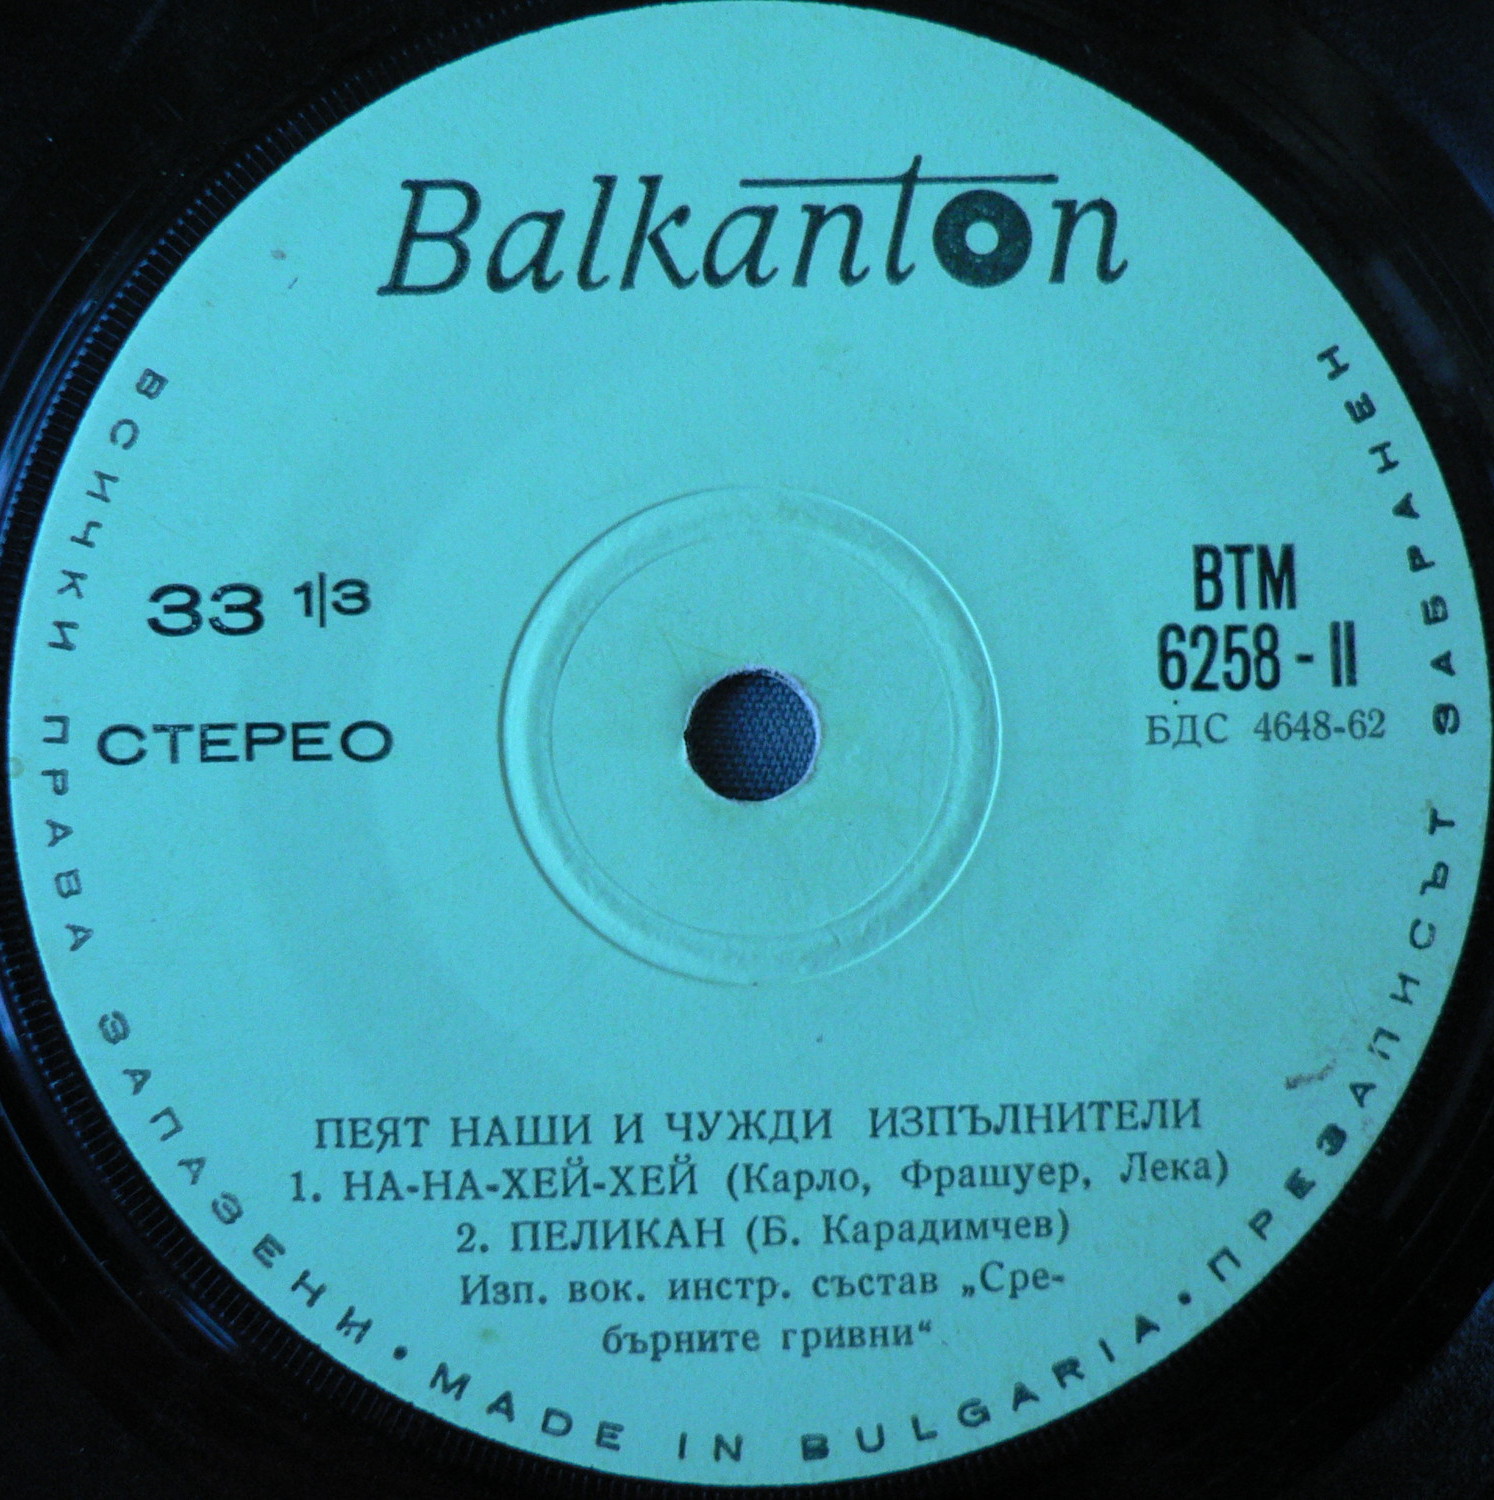 Balkanton
33 1/3
СТЕРЕО
ВТМ
6258 - II
БДС 4648-62
ПЕЯТ НАШИ И ЧУЖДИ ИЗПЪЛНИТЕЛИ
1. НА-НА-ХЕЙ-ХЕЙ (Карло, Фрашуер, Лека)
2. ПЕЛИКАН (Б. Карадимчев)
Изп. вок. инстр. състав „Сре-
бърните гривни“
ВСИЧКИ ПРАВА ЗАПАЗЕНИ • MADE IN BULGARIA • ПРЕЗАПИСЪТ ЗАБРАНЕН